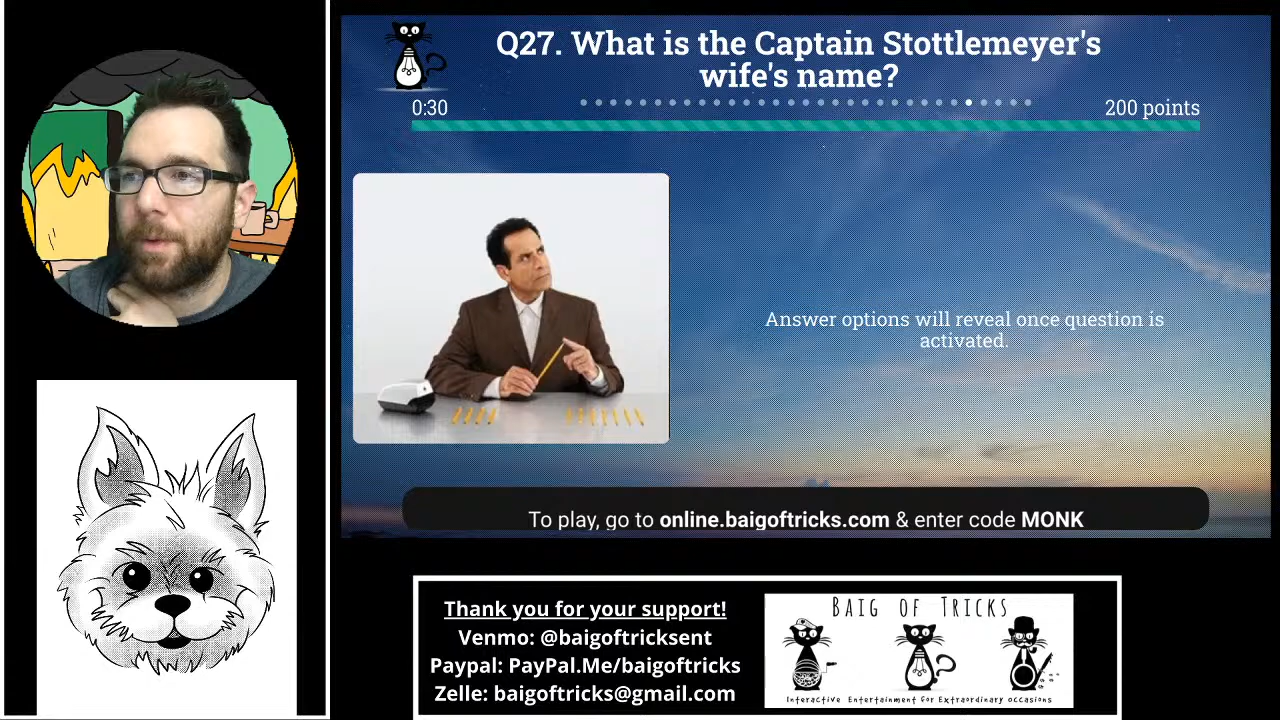 Q27. What is the Captain Stottlemeyer's
wife's name?
0:30
200 points
Answer options will reveal once question is
activated.
To play, go to online.baigoftricks.com & enter code MONK
Thank you for your support!
Venmo: @baigoftricksent
Paypal: PayPal.Me/baigoftricks
Zelle: baigoftricks@gmail.com
BAIG OF TRICKS
Interactive Entertainment for Extraordinary occasions